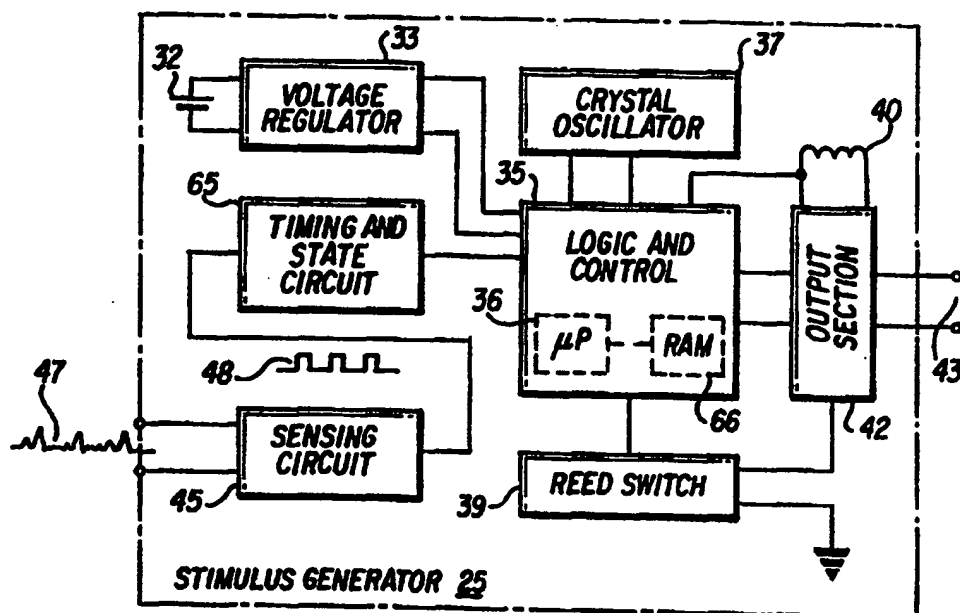 33
37
32
VOLTAGE
REGULATOR
CRYSTAL
OSCILLATOR
40
65
35
TIMING AND
STATE
CIRCUIT
LOGIC AND
CONTROL
OUTPUT
SECTION
36
μP
RAM
48
43
47
66
42
SENSING
CIRCUIT
REED SWITCH
45
39
STIMULUS GENERATOR 25